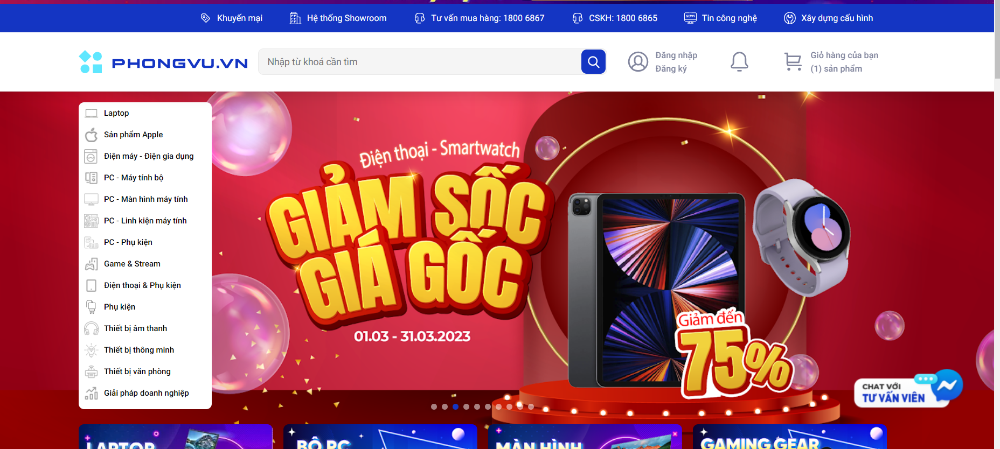 Khuyến mại
Hệ thống Showroom
Tư vấn mua hàng: 1800 6867
CSKH: 1800 6865
NEWS
Tin công nghệ
Xây dựng cấu hình
PHONGVU.VN
Nhập từ khoá cần tìm
Đăng nhập
Đăng ký
Giỏ hàng của bạn
(1) sản phẩm
Laptop
Sản phẩm Apple
Điện máy - Điện gia dụng
PC - Máy tính bộ
PC - Màn hình máy tính
PC - Linh kiện máy tính
PC - Phụ kiện
Game & Stream
Điện thoại & Phụ kiện
Phụ kiện
Thiết bị âm thanh
Thiết bị thông minh
Thiết bị văn phòng
Giải pháp doanh nghiệp
Điện thoại - Smartwatch
GIẢM SỐC
GIÁ GỐC
01.03 - 31.03.2023
Giảm đến
75%
CHAT VỚI
TƯ VẤN VIÊN
LAPTOP
BỘ PC
MÀN HÌNH
GAMING GEAR